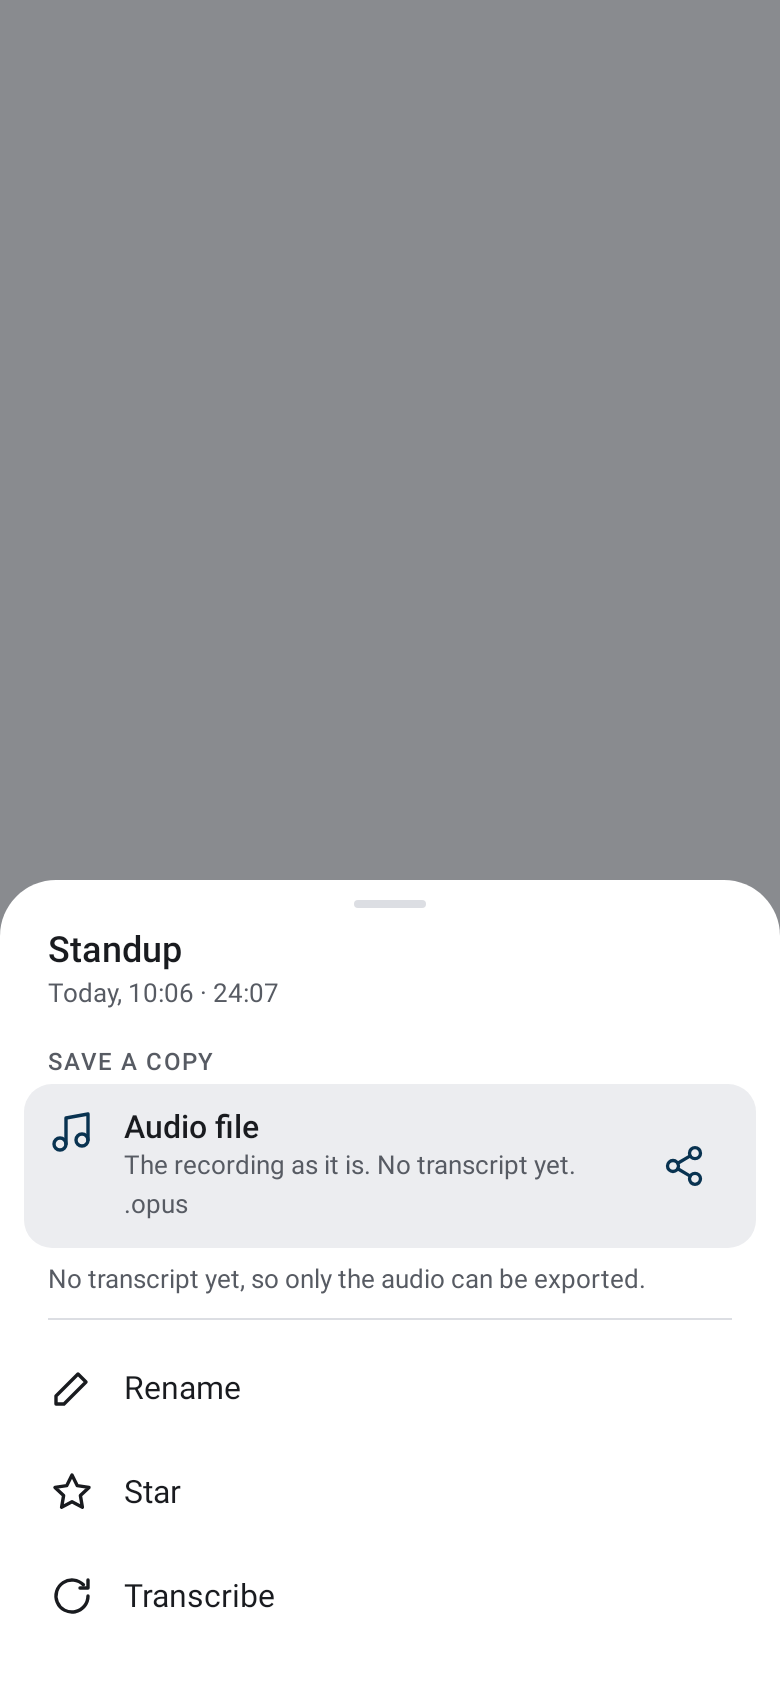 Standup
Today, 10:06 · 24:07
SAVE A COPY
Audio file
The recording as it is. No transcript yet.
.opus
No transcript yet, so only the audio can be exported.
Rename
Star
Transcribe